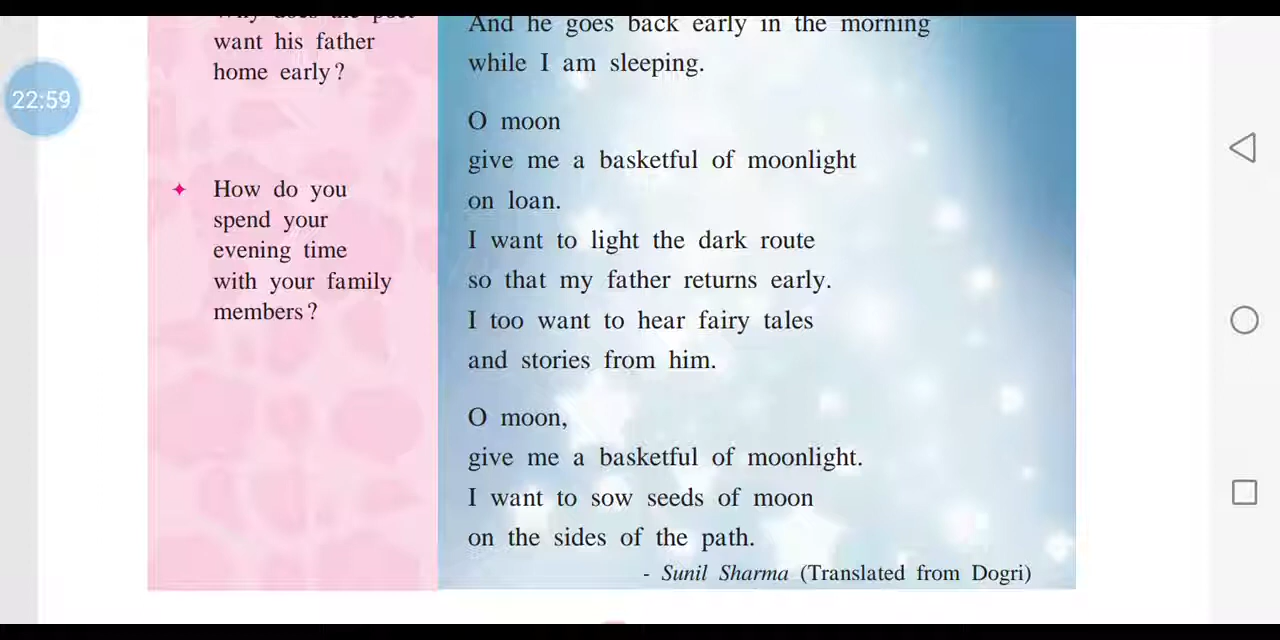 want his father
home early?
22:59
How do you
spend your
evening time
with your family
members?
And he goes back early in the morning
while I am sleeping.
O moon
give me a basketful of moonlight
on loan.
I want to light the dark route
so that my father returns early.
I too want to hear fairy tales
and stories from him.
O moon,
give me a basketful of moonlight.
I want to sow seeds of moon
on the sides of the path.
- Sunil Sharma (Translated from Dogri)